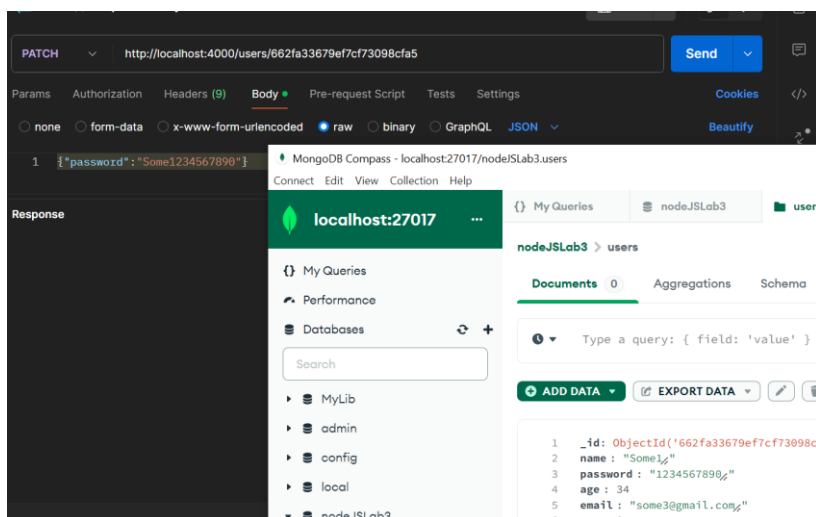 PATCH http://localhost:4000/users/662fa33679ef7cf73098cfa5 Send
Params Authorization Headers (9) Body Pre-request Script Tests Settings Cookies
none form-data x-www-form-urlencoded raw binary GraphQL JSON Beautify
1 {"password":"Some1234567890"}
Response
MongoDB Compass - localhost:27017/nodeJSLab3.users
Connect Edit View Collection Help
localhost:27017 ...
{} My Queries
Performance
Databases
Search
MyLib
admin
config
local
nodeJSLab3
{} My Queries nodeJSLab3 user
nodeJSLab3 > users
Documents 0 Aggregations Schema
Type a query: { field: 'value' }
ADD DATA EXPORT DATA
1 _id: ObjectId('662fa33679ef7cf73098c
2 name : "Some1"
3 password : "1234567890"
4 age : 34
5 email : "some3@gmail.com"